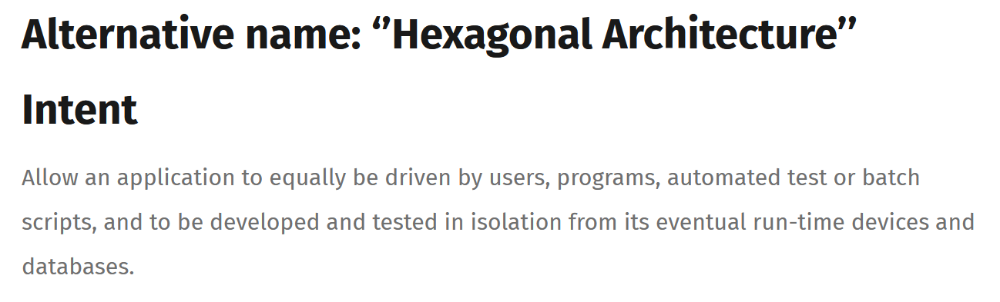 Alternative name: ‘’Hexagonal Architecture’’
Intent
Allow an application to equally be driven by users, programs, automated test or batch
scripts, and to be developed and tested in isolation from its eventual run-time devices and
databases.